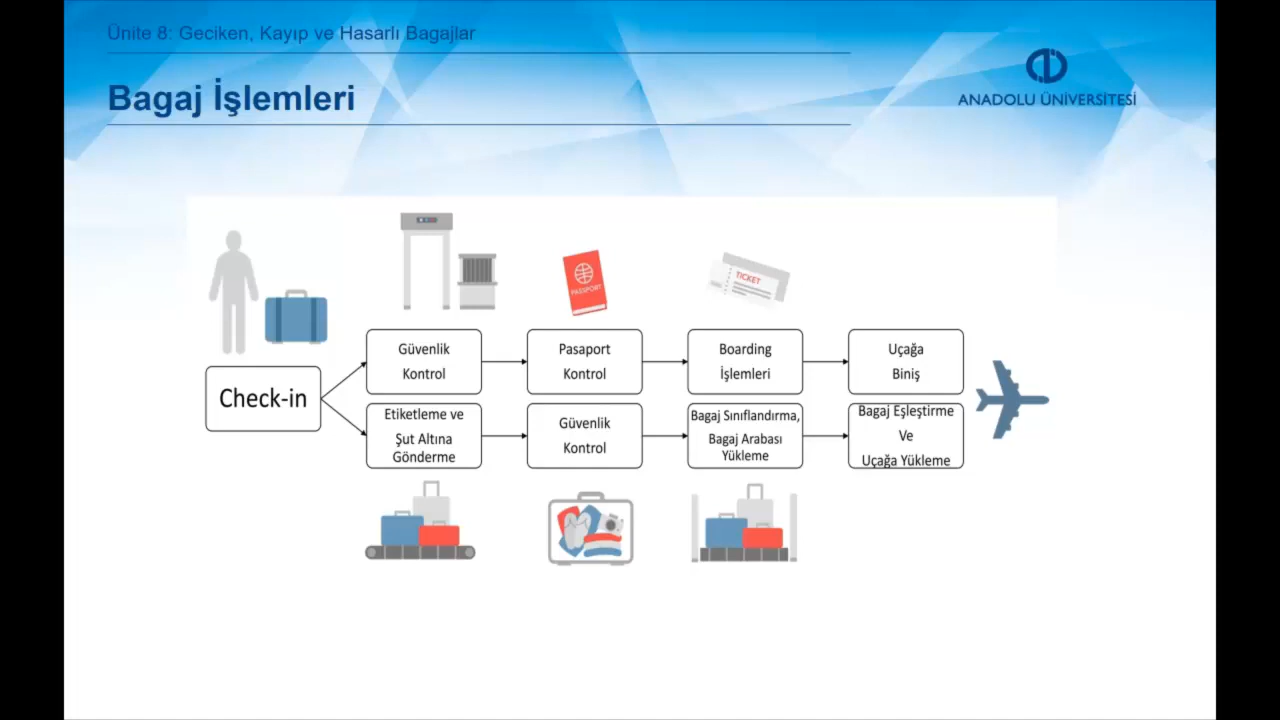 Ünite 8: Geciken, Kayıp ve Hasarlı Bagajlar
Bagaj İşlemleri
ANADOLU ÜNİVERSİTESİ
PASSPORT
TICKET
Check-in
Güvenlik
Kontrol
Pasaport
Kontrol
Boarding
İşlemleri
Uçağa
Biniş
Etiketleme ve
Şut Altına
Gönderme
Güvenlik
Kontrol
Bagaj Sınıflandırma,
Bagaj Arabası
Yükleme
Bagaj Eşleştirme
Ve
Uçağa Yükleme